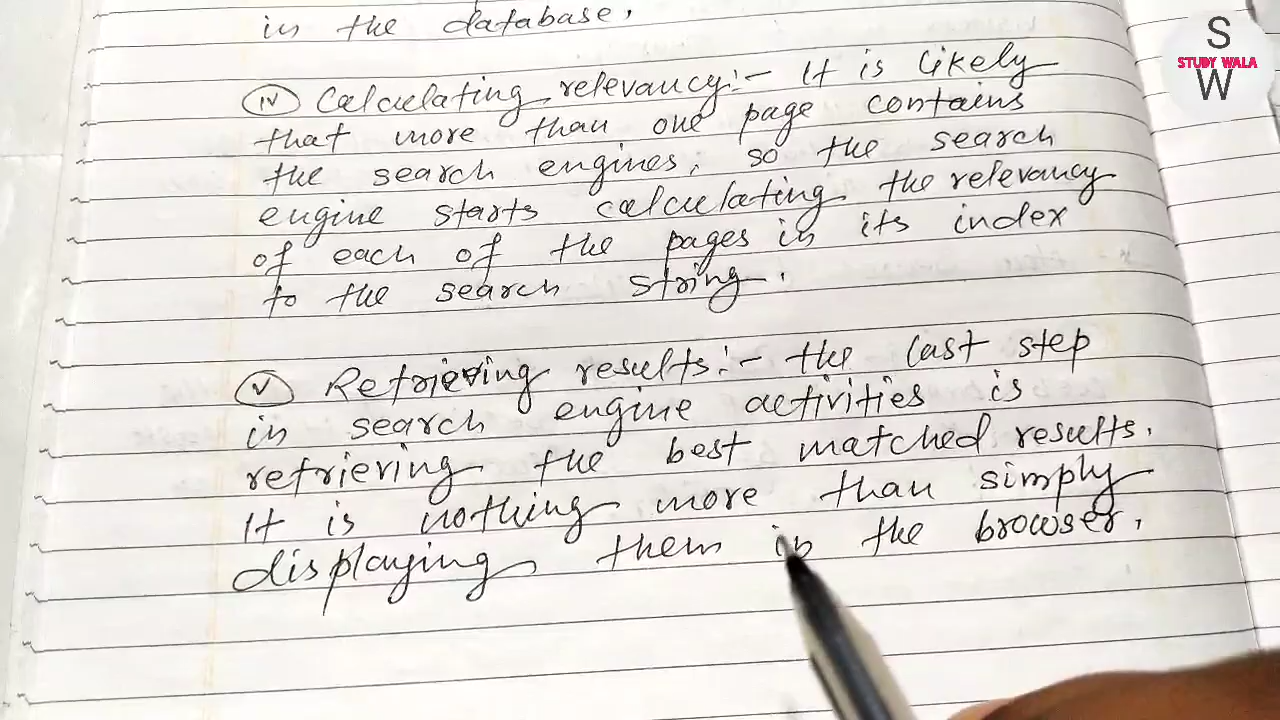 in the database.
S
STUDY WALA
W
(iv) Calculating relevancy:- It is likely
that more than one page contains
the search engines, so the search
engine starts calculating the relevancy
of each of the pages in its index
to the search string.
(v) Retrieving results:- the last step
in search engine activities is
retrieving the best matched results.
It is nothing more than simply
displaying them in the browser.